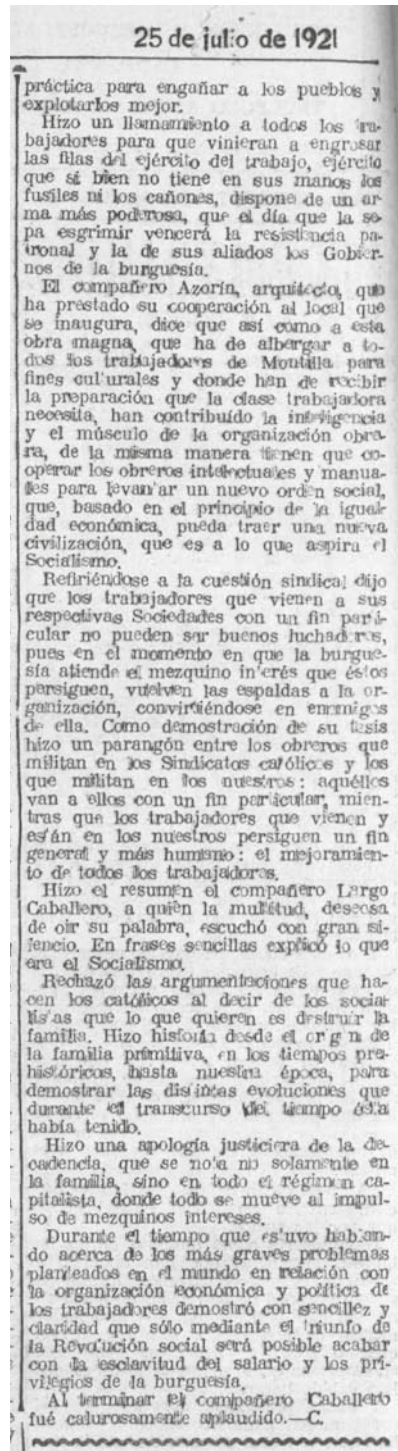 25 de julio de 1921
práctica para engañar a los pueblos y
explotarlos mejor.
Hizo un llamamiento a todos los tra-
bajadores para que vinieran a engrosar
las filas del ejército del trabajo, ejército
que si bien no tiene en sus manos los
fusiles ni los cañones, dispone de un ar-
ma más poderosa, que el día que la se-
pa esgrimir vencerá la resistencia pa-
tronal y la de sus aliados los Gobier-
nos de la burguesía.
El compañero Azorín, arquitecto, que
ha prestado su cooperación al local que
se inaugura, dice que así como a esta
obra magna, que ha de albergar a to-
dos los trabajadores de Montilla para
fines culturales y donde han de recibir
la preparación que la clase trabajadora
necesita, han contribuído la inteligencia
y el músculo de la organización obre-
ra, de la misma manera tienen que co-
operar los obreros intelectuales y manua-
les para levantar un nuevo orden social,
que, basado en el principio de la igual-
dad económica, pueda traer una nueva
civilización, que es a lo que aspira el
Socialismo.
Refiriéndose a la cuestión sindical dijo
que los trabajadores que vienen a sus
respectivas Sociedades con un fin parti-
cular no pueden ser buenos luchadores,
pues en el momento en que la burgue-
sía atiende el mezquino interés que éstos
persiguen, vuelven las espaldas a la or-
ganización, convirtiéndose en enemigos
de ella. Como demostración de su tesis
hizo un parangón entre los obreros que
militan en los Sindicatos católicos y los
que militan en los nuestros: aquéllos
van a ellos con un fin particular, mien-
tras que los trabajadores que vienen y
están en los nuestros persiguen un fin
general y más humano: el mejoramien-
to de todos los trabajadores.
Hizo el resumen el compañero Largo
Caballero, a quien la multitud, deseosa
de oir su palabra, escuchó con gran si-
lencio. En frases sencillas explicó lo que
era el Socialismo.
Rechazó las argumentaciones que ha-
cen los católicos al decir de los socia-
listas que lo que quieren es destruir la
familia. Hizo historia desde el origen de
la familia primitiva, en los tiempos pre-
históricos, hasta nuestra época, para
demostrar las distintas evoluciones que
durante el transcurso del tiempo ésta
había tenido.
Hizo una apología justiciera de la de-
cadencia, que se nota no solamente en
la familia, sino en todo el régimen ca-
pitalista, donde todo se mueve al impul-
so de mezquinos intereses.
Durante el tiempo que estuvo hablan-
do acerca de los más graves problemas
planteados en el mundo en relación con
la organización económica y política de
los trabajadores demostró con sencillez y
claridad que sólo mediante el triunfo de
la Revolución social será posible acabar
con la esclavitud del salario y los pri-
vilegios de la burguesía.
Al terminar el compañero Caballero
fué calurosamente aplaudido.—C.